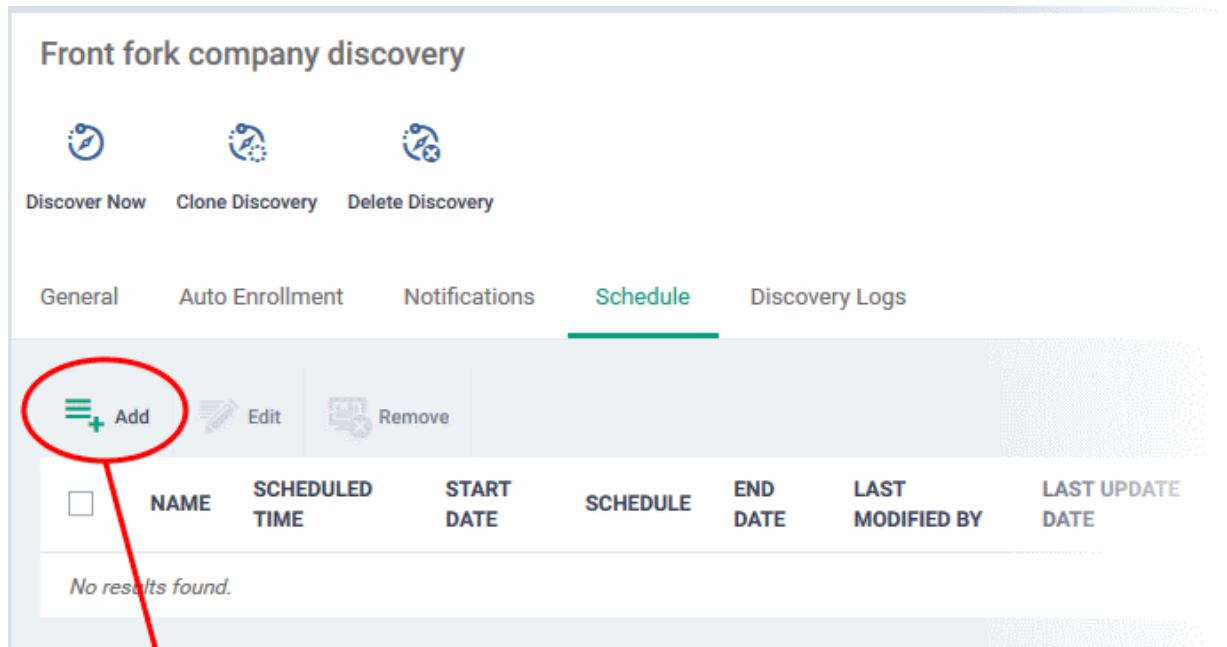 Front fork company discovery
Discover Now Clone Discovery Delete Discovery
General Auto Enrollment Notifications Schedule Discovery Logs
Add Edit Remove
NAME SCHEDULED TIME START DATE SCHEDULE END DATE LAST MODIFIED BY LAST UPDATE DATE
No results found.